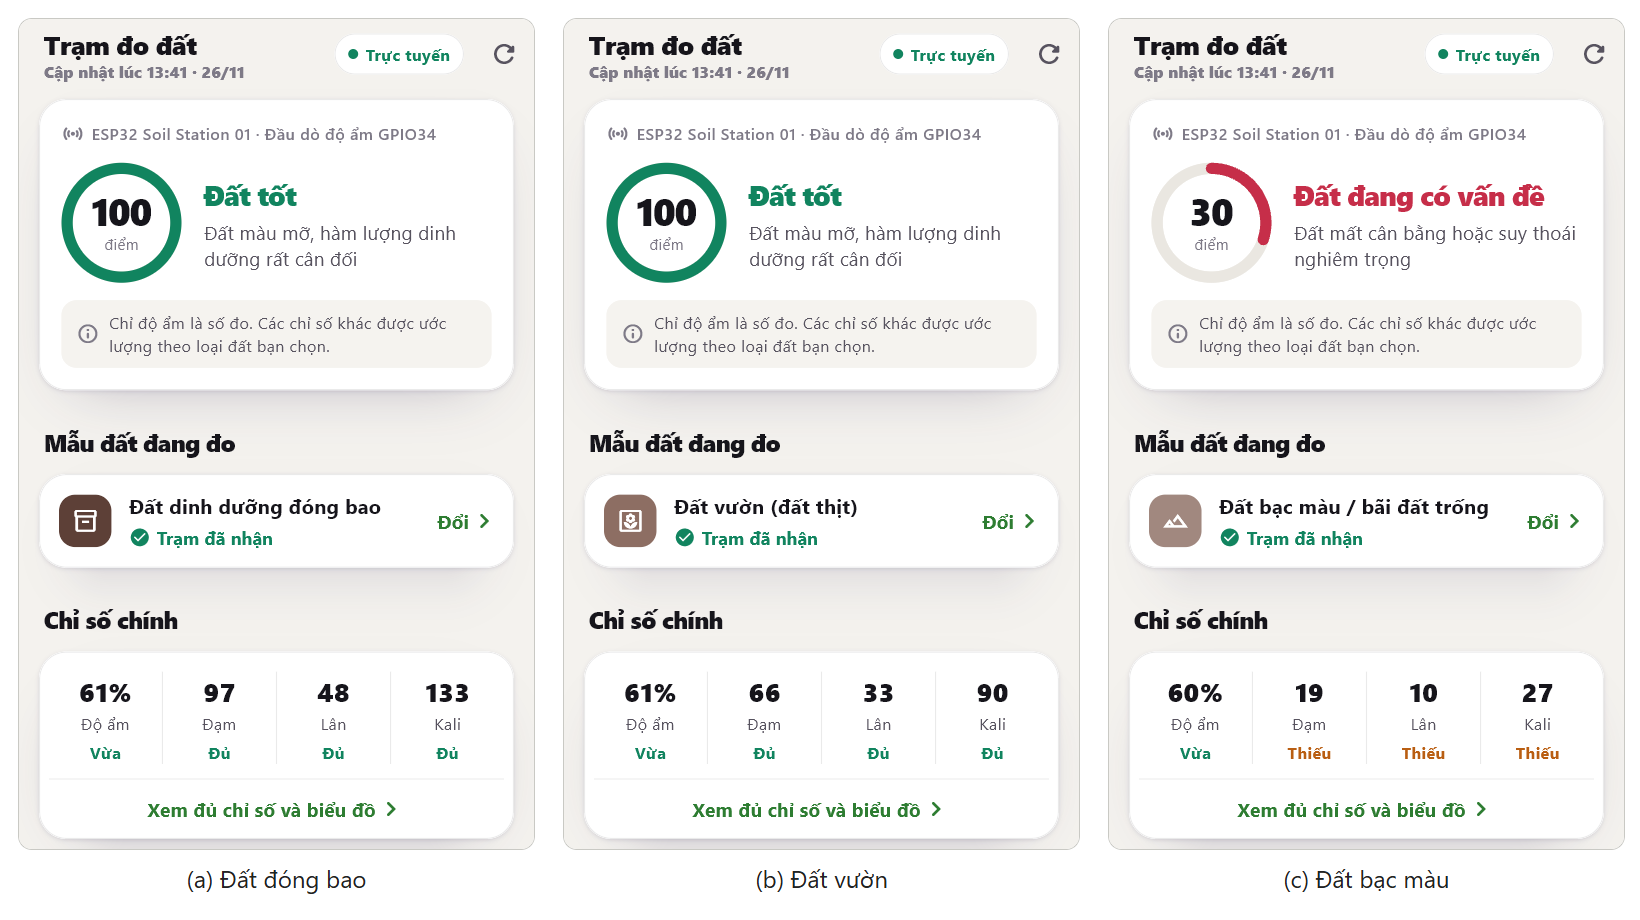 Trạm đo đất
Cập nhật lúc 13:41 · 26/11
Trực tuyến
ESP32 Soil Station 01 · Đầu dò độ ẩm GPIO34
100
điểm
Đất tốt
Đất màu mỡ, hàm lượng dinh
dưỡng rất cân đối
Chỉ độ ẩm là số đo. Các chỉ số khác được ước
lượng theo loại đất bạn chọn.
Mẫu đất đang đo
Đất dinh dưỡng đóng bao
Trạm đã nhận
Đổi
Chỉ số chính
61% 97 48 133
Độ ẩm Đạm Lân Kali
Vừa Đủ Đủ Đủ
Xem đủ chỉ số và biểu đồ
(a) Đất đóng bao
Trạm đo đất
Cập nhật lúc 13:41 · 26/11
Trực tuyến
ESP32 Soil Station 01 · Đầu dò độ ẩm GPIO34
100
điểm
Đất tốt
Đất màu mỡ, hàm lượng dinh
dưỡng rất cân đối
Chỉ độ ẩm là số đo. Các chỉ số khác được ước
lượng theo loại đất bạn chọn.
Mẫu đất đang đo
Đất vườn (đất thịt)
Trạm đã nhận
Đổi
Chỉ số chính
61% 66 33 90
Độ ẩm Đạm Lân Kali
Vừa Đủ Đủ Đủ
Xem đủ chỉ số và biểu đồ
(b) Đất vườn
Trạm đo đất
Cập nhật lúc 13:41 · 26/11
Trực tuyến
ESP32 Soil Station 01 · Đầu dò độ ẩm GPIO34
30
điểm
Đất đang có vấn đề
Đất mất cân bằng hoặc suy thoái
nghiêm trọng
Chỉ độ ẩm là số đo. Các chỉ số khác được ước
lượng theo loại đất bạn chọn.
Mẫu đất đang đo
Đất bạc màu / bãi đất trống
Trạm đã nhận
Đổi
Chỉ số chính
60% 19 10 27
Độ ẩm Đạm Lân Kali
Vừa Thiếu Thiếu Thiếu
Xem đủ chỉ số và biểu đồ
(c) Đất bạc màu